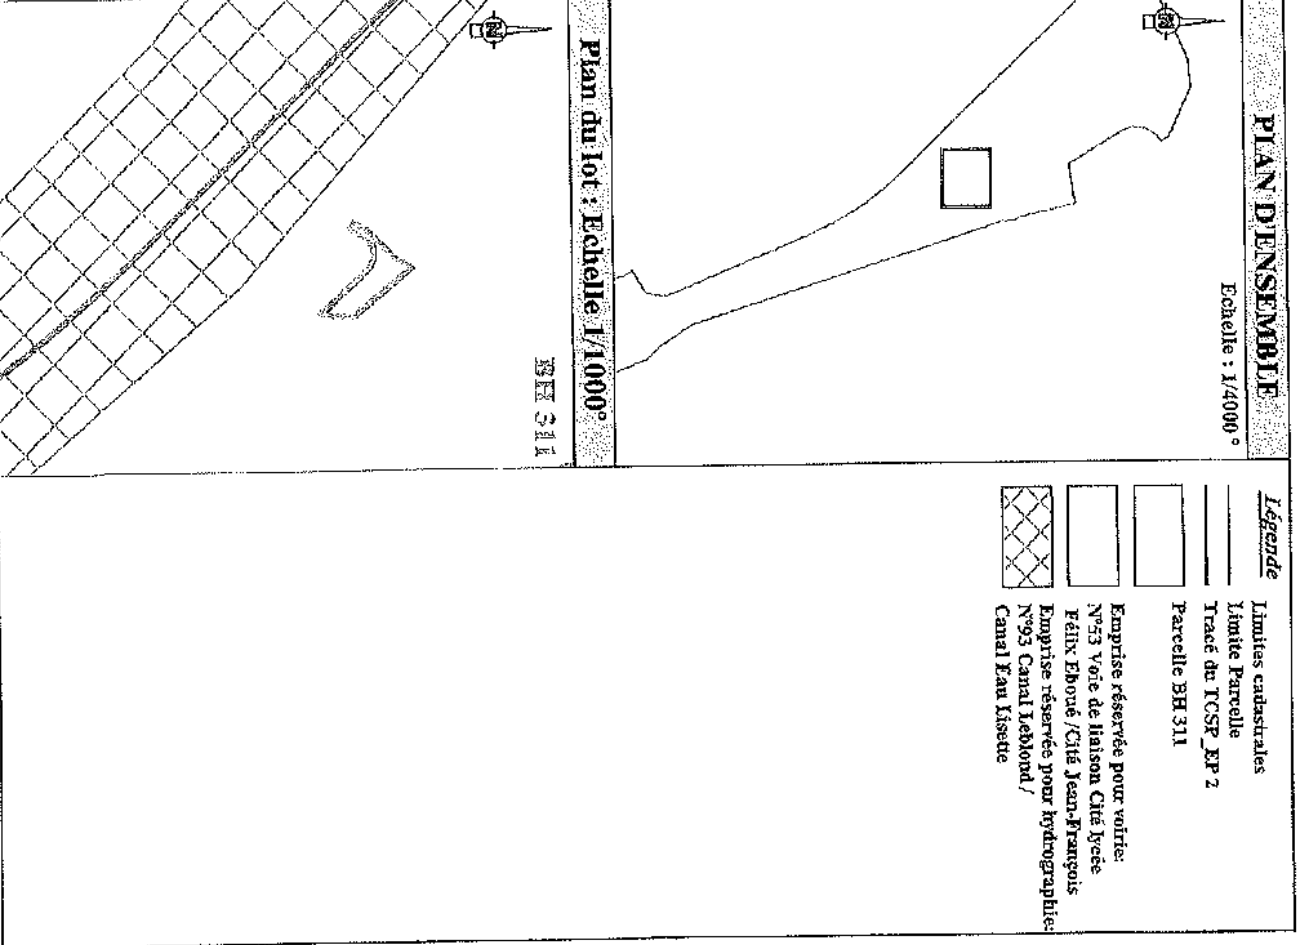 PLAN D'ENSEMBLE
Echelle : 1/4000°
N
Plan du lot : Echelle 1/1000°
N
BH 311
Légende
Limites cadastrales
Limite Parcelle
Tracé du TCSP_EP 2
Parcelle BH 311
Emprise réservée pour voirie:
N°53 Voie de liaison Cité lycée
Félix Eboué /Cité Jean-François
Emprise réservée pour hydrographie:
N°93 Canal Leblond /
Canal Eau Lisette